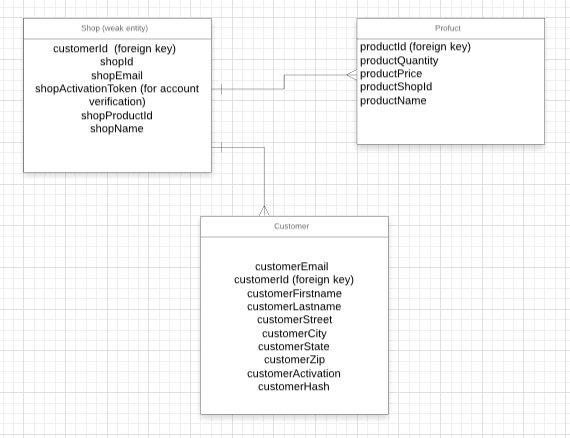 Shop (weak entity)
customerId  (foreign key)
shopId
shopEmail
shopActivationToken (for account
verification)
shopProductId
shopName
Profuct
productId (foreign key)
productQuantity
productPrice
productShopId
productName
Customer
customerEmail
customerId (foreign key)
customerFirstname
customerLastname
customerStreet
customerCity
customerState
customerZip
customerActivation
customerHash